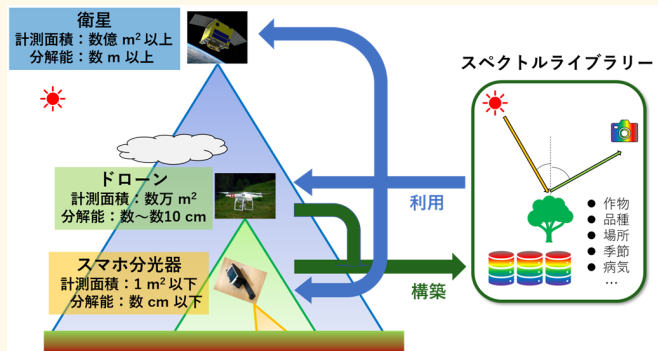 衛星
計測面積：数億 m² 以上
分解能：数 m 以上
スペクトルライブラリー
ドローン
計測面積：数万 m²
分解能：数～数10 cm
利用
スマホ分光器
計測面積：1 m² 以下
分解能：数 cm 以下
構築
● 作物
● 品種
● 場所
● 季節
● 病気
…